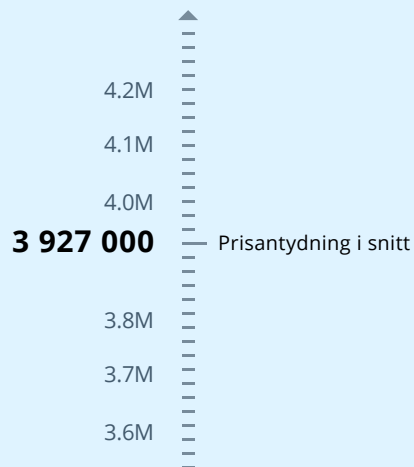 4.2M
4.1M
4.0M
3 927 000 Prisantydning i snitt
3.8M
3.7M
3.6M